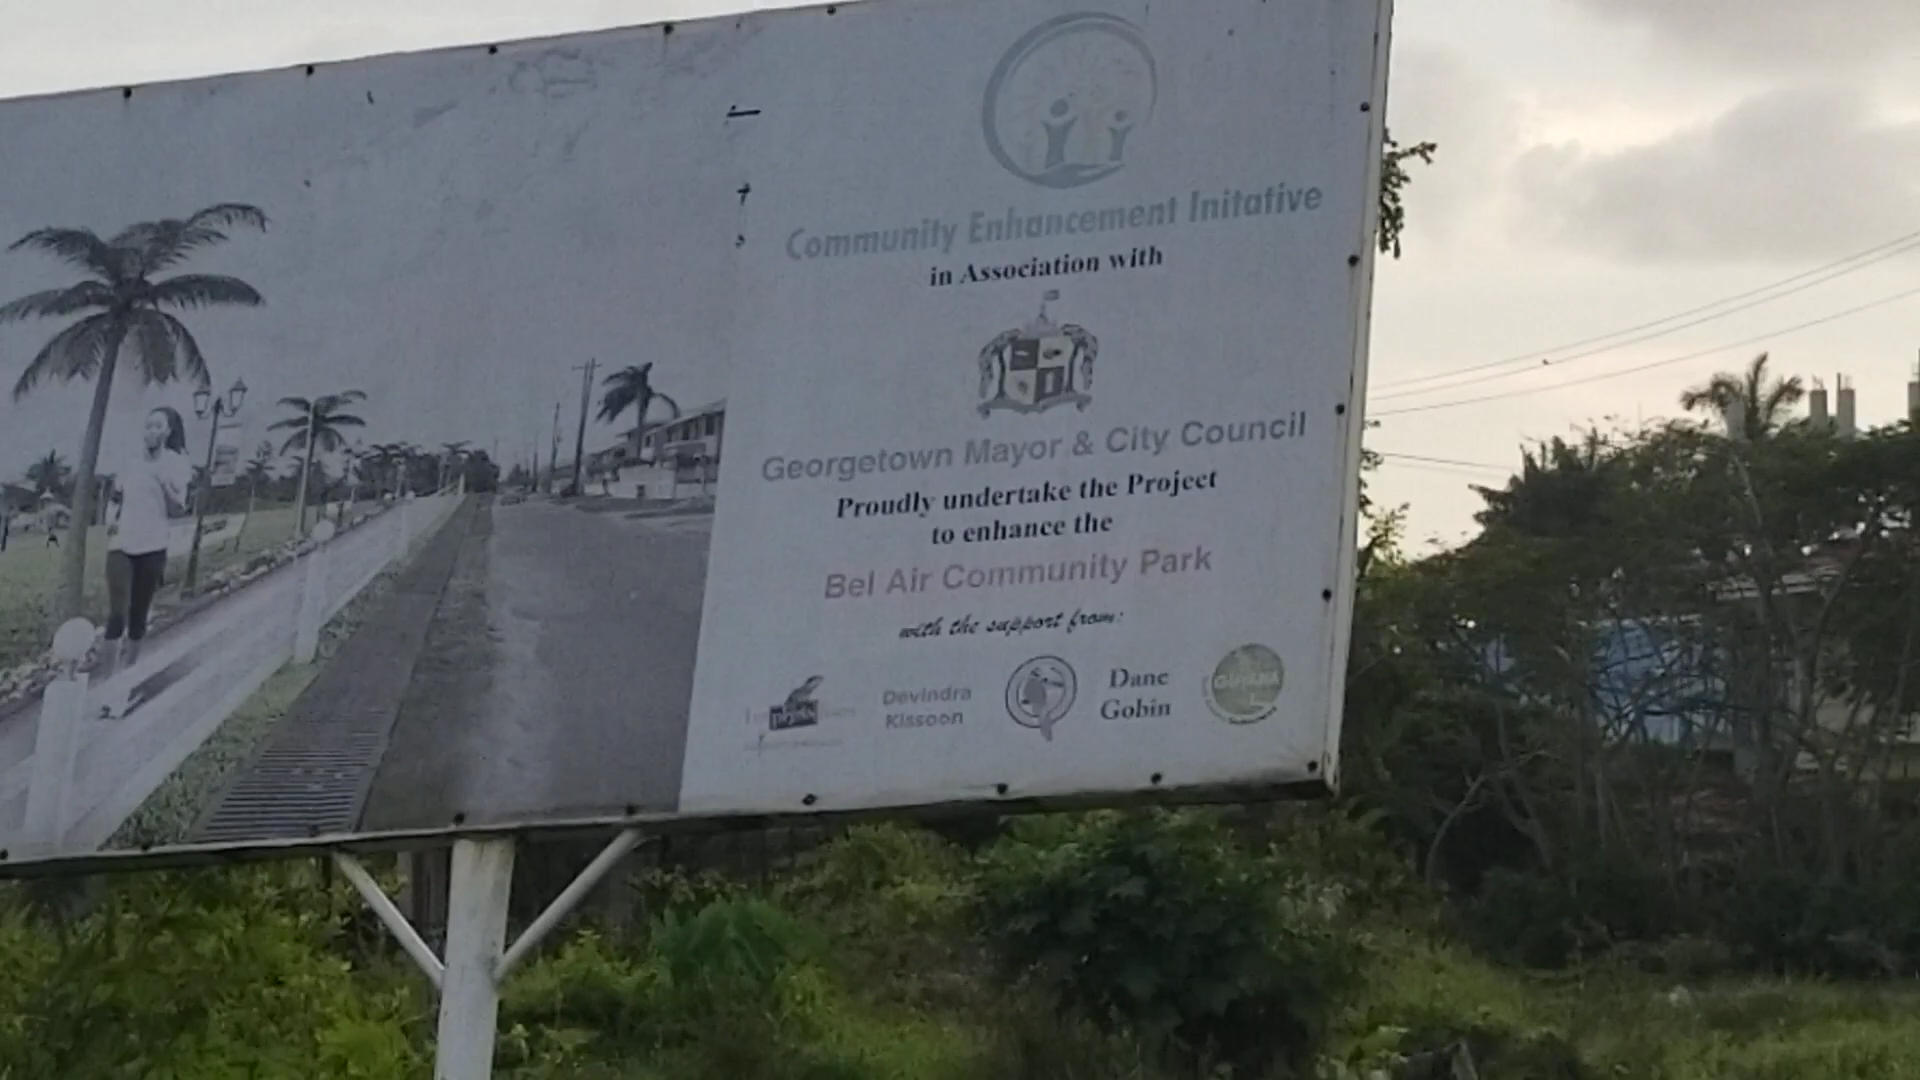 Community Enhancement Initative
in Association with
Georgetown Mayor & City Council
Proudly undertake the Project
to enhance the
Bel Air Community Park
with the support from:
Devindra
Kissoon
Dane
Gobin
GUYANA